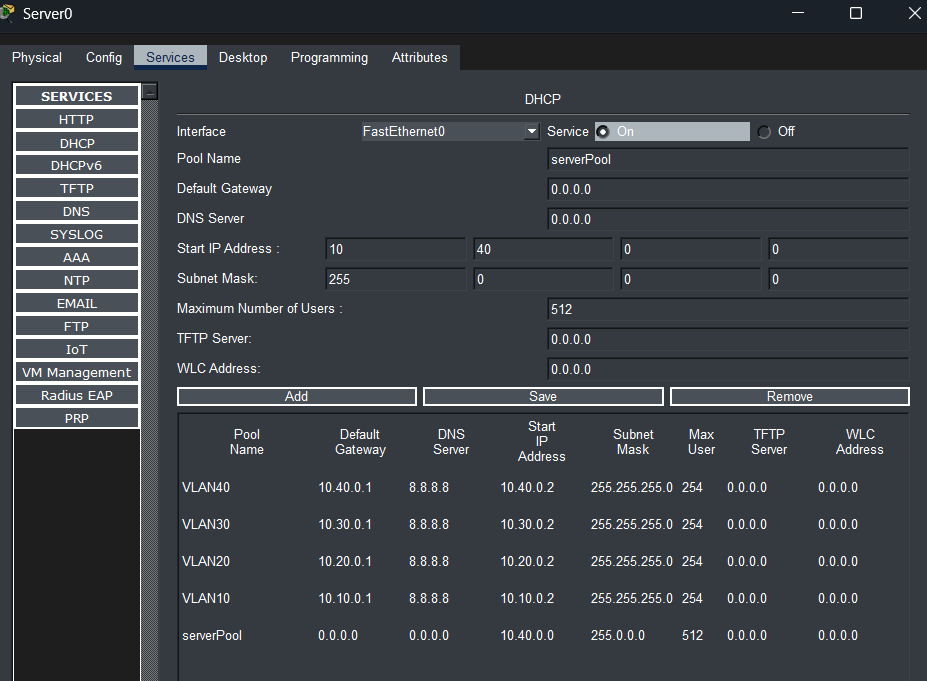 Server0
Physical Config Services Desktop Programming Attributes
SERVICES
HTTP
DHCP
DHCPv6
TFTP
DNS
SYSLOG
AAA
NTP
EMAIL
FTP
IoT
VM Management
Radius EAP
PRP
DHCP
Interface FastEthernet0 Service On Off
Pool Name serverPool
Default Gateway 0.0.0.0
DNS Server 0.0.0.0
Start IP Address : 10 40 0 0
Subnet Mask: 255 0 0 0
Maximum Number of Users : 512
TFTP Server: 0.0.0.0
WLC Address: 0.0.0.0
Add Save Remove
Pool Name Default Gateway DNS Server Start IP Address Subnet Mask Max User TFTP Server WLC Address
VLAN40 10.40.0.1 8.8.8.8 10.40.0.2 255.255.255.0 254 0.0.0.0 0.0.0.0
VLAN30 10.30.0.1 8.8.8.8 10.30.0.2 255.255.255.0 254 0.0.0.0 0.0.0.0
VLAN20 10.20.0.1 8.8.8.8 10.20.0.2 255.255.255.0 254 0.0.0.0 0.0.0.0
VLAN10 10.10.0.1 8.8.8.8 10.10.0.2 255.255.255.0 254 0.0.0.0 0.0.0.0
serverPool 0.0.0.0 0.0.0.0 10.40.0.0 255.0.0.0 512 0.0.0.0 0.0.0.0